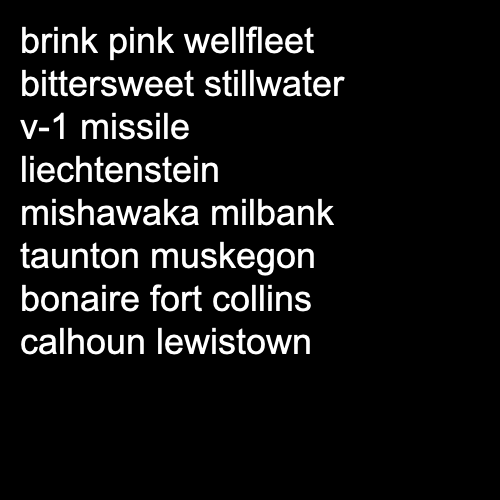 brink pink wellfleet
bittersweet stillwater
v-1 missile
liechtenstein
mishawaka milbank
taunton muskegon
bonaire fort collins
calhoun lewistown